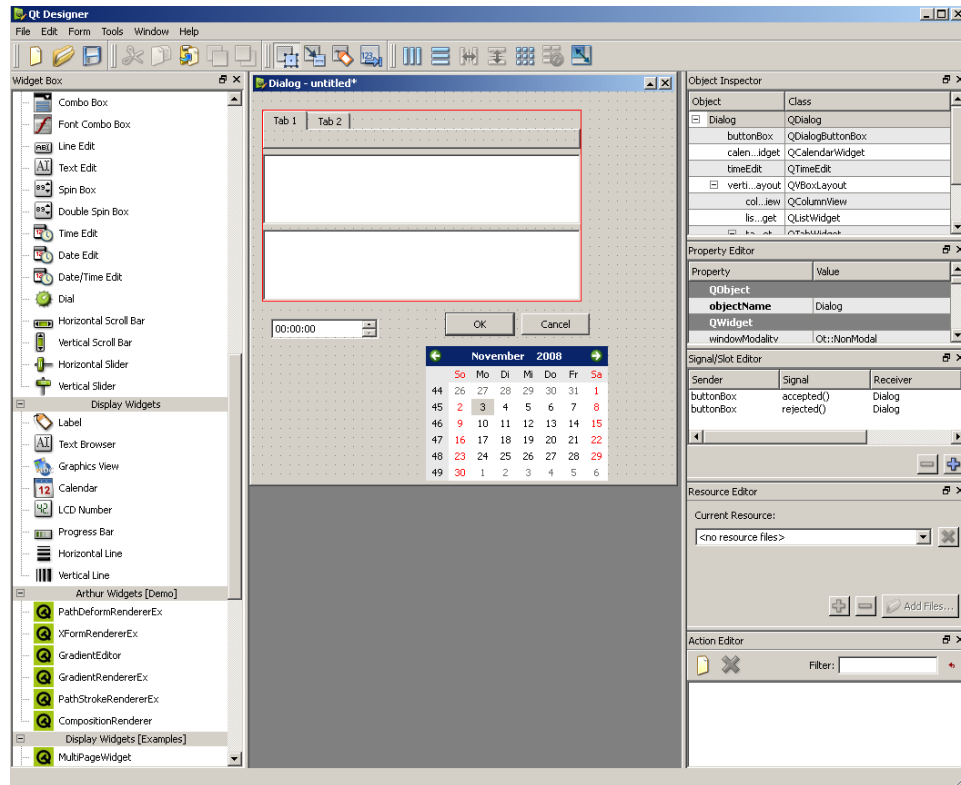 Qt Designer
File Edit Form Tools Window Help
Widget Box
Combo Box
Font Combo Box
Line Edit
Text Edit
Spin Box
Double Spin Box
Time Edit
Date Edit
Date/Time Edit
Dial
Horizontal Scroll Bar
Vertical Scroll Bar
Horizontal Slider
Vertical Slider
Display Widgets
Label
Text Browser
Graphics View
Calendar
LCD Number
Progress Bar
Horizontal Line
Vertical Line
Arthur Widgets [Demo]
PathDeformRendererEx
XFormRendererEx
GradientEditor
GradientRendererEx
PathStrokeRendererEx
CompositionRenderer
Display Widgets [Examples]
MultiPageWidget
Dialog - untitled*
Tab 1 Tab 2
00:00:00 OK Cancel
November 2008
So Mo Di Mi Do Fr Sa
44 26 27 28 29 30 31 1
45 2 3 4 5 6 7 8
46 9 10 11 12 13 14 15
47 16 17 18 19 20 21 22
48 23 24 25 26 27 28 29
49 30 1 2 3 4 5 6
Object Inspector
Object Class
Dialog QDialog
buttonBox QDialogButtonBox
calen...idget QCalendarWidget
timeEdit QTimeEdit
verti...ayout QVBoxLayout
col...iew QColumnView
lis...get QListWidget
ta...et QTabWidget
Property Editor
Property Value
QObject
objectName Dialog
QWidget
windowModality Qt::NonModal
Signal/Slot Editor
Sender Signal Receiver
buttonBox accepted() Dialog
buttonBox rejected() Dialog
Resource Editor
Current Resource:
<no resource files>
Add Files...
Action Editor
Filter: